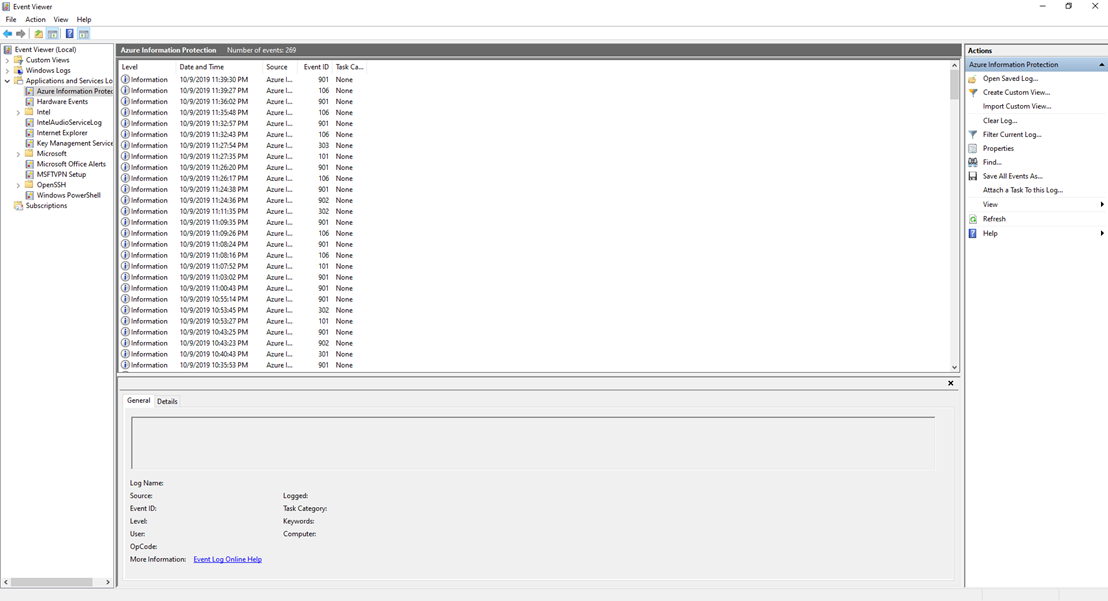 Event Viewer
File Action View Help
Event Viewer (Local)
Custom Views
Windows Logs
Applications and Services Lo
Azure Information Protec
Hardware Events
Intel
IntelAudioServiceLog
Internet Explorer
Key Management Service
Microsoft
Microsoft Office Alerts
MSFTVPN Setup
OpenSSH
Windows PowerShell
Subscriptions
Azure Information Protection Number of events: 269
Level Date and Time Source Event ID Task Ca...
Information 10/9/2019 11:39:30 PM Azure I... 901 None
Information 10/9/2019 11:39:27 PM Azure I... 106 None
Information 10/9/2019 11:36:02 PM Azure I... 901 None
Information 10/9/2019 11:35:48 PM Azure I... 106 None
Information 10/9/2019 11:32:57 PM Azure I... 901 None
Information 10/9/2019 11:32:43 PM Azure I... 106 None
Information 10/9/2019 11:27:54 PM Azure I... 303 None
Information 10/9/2019 11:27:35 PM Azure I... 101 None
Information 10/9/2019 11:26:20 PM Azure I... 901 None
Information 10/9/2019 11:26:17 PM Azure I... 106 None
Information 10/9/2019 11:24:38 PM Azure I... 901 None
Information 10/9/2019 11:24:36 PM Azure I... 902 None
Information 10/9/2019 11:11:35 PM Azure I... 302 None
Information 10/9/2019 11:09:35 PM Azure I... 901 None
Information 10/9/2019 11:09:26 PM Azure I... 106 None
Information 10/9/2019 11:08:24 PM Azure I... 901 None
Information 10/9/2019 11:08:16 PM Azure I... 106 None
Information 10/9/2019 11:07:52 PM Azure I... 101 None
Information 10/9/2019 11:03:02 PM Azure I... 901 None
Information 10/9/2019 11:00:43 PM Azure I... 901 None
Information 10/9/2019 10:55:14 PM Azure I... 901 None
Information 10/9/2019 10:53:45 PM Azure I... 302 None
Information 10/9/2019 10:53:27 PM Azure I... 101 None
Information 10/9/2019 10:43:25 PM Azure I... 901 None
Information 10/9/2019 10:43:23 PM Azure I... 902 None
Information 10/9/2019 10:40:43 PM Azure I... 301 None
Information 10/9/2019 10:35:53 PM Azure I... 901 None
General Details
Log Name:
Source: Logged:
Event ID: Task Category:
Level: Keywords:
User: Computer:
OpCode:
More Information: Event Log Online Help
Actions
Azure Information Protection
Open Saved Log...
Create Custom View...
Import Custom View...
Clear Log...
Filter Current Log...
Properties
Find...
Save All Events As...
Attach a Task To this Log...
View
Refresh
Help